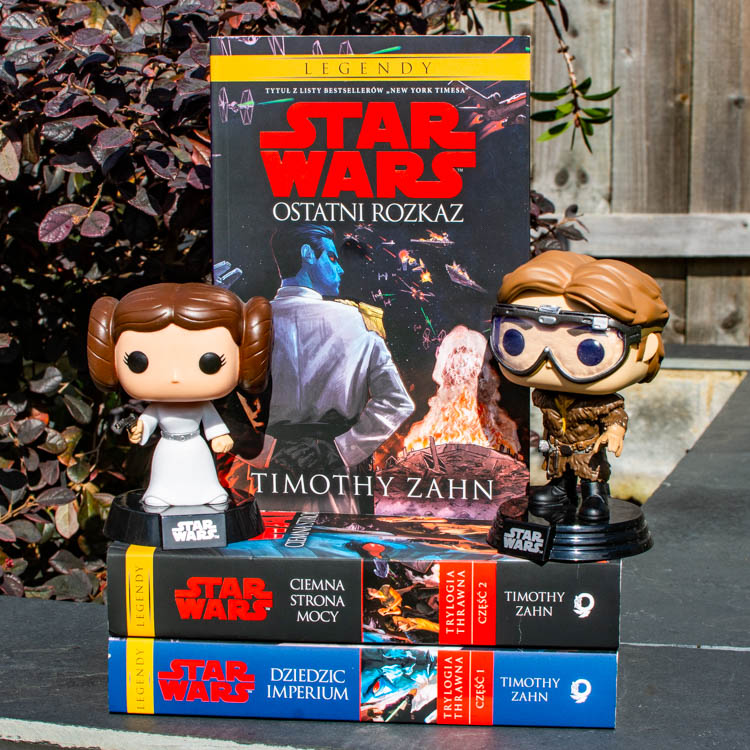 LEGENDY
TYTUŁ Z LISTY BESTSELLERÓW „NEW YORK TIMESA”
STAR
WARS
OSTATNI ROZKAZ
TIMOTHY ZAHN
STAR
WARS
STAR
WARS
LEGENDY
STAR
WARS
CIEMNA
STRONA
MOCY
TRYLOGIA
THRAWNA
CZĘŚĆ 2
TIMOTHY
ZAHN
LEGENDY
STAR
WARS
DZIEDZIC
IMPERIUM
TRYLOGIA
THRAWNA
CZĘŚĆ 1
TIMOTHY
ZAHN